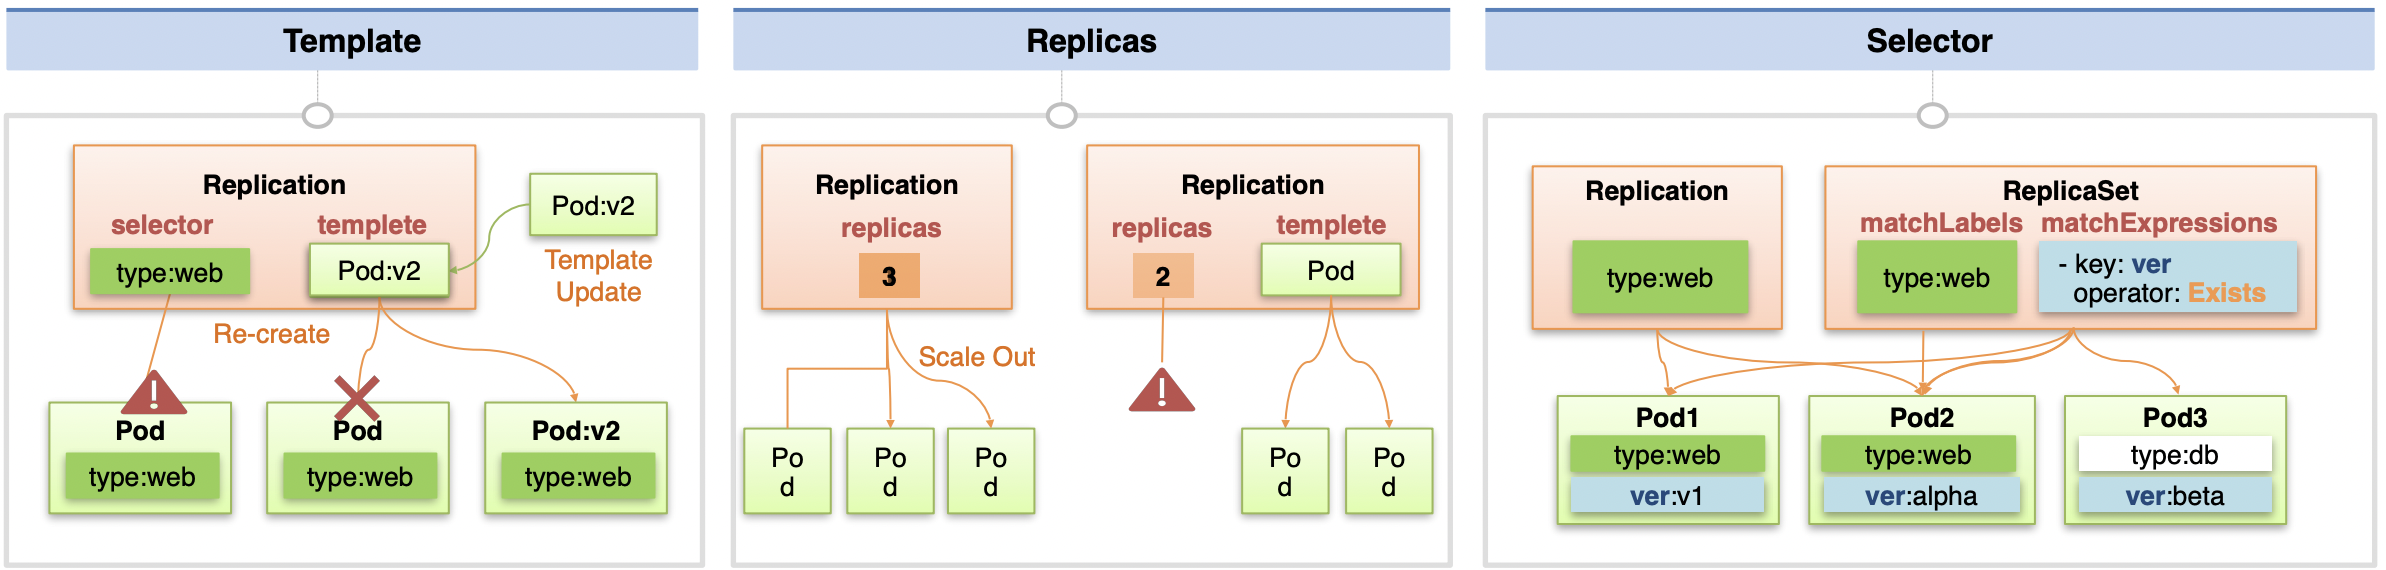 Template
Replication
selector
templete
type:web
Pod:v2
Pod:v2
Template
Update
Re-create
Pod
type:web
Pod
type:web
Pod:v2
type:web
Replicas
Replication
replicas
3
Scale Out
Po
d
Po
d
Po
d
Replication
replicas
templete
2
Pod
Po
d
Po
d
Selector
Replication
type:web
ReplicaSet
matchLabels
matchExpressions
type:web
- key: ver
operator: Exists
Pod1
type:web
ver:v1
Pod2
type:web
ver:alpha
Pod3
type:db
ver:beta